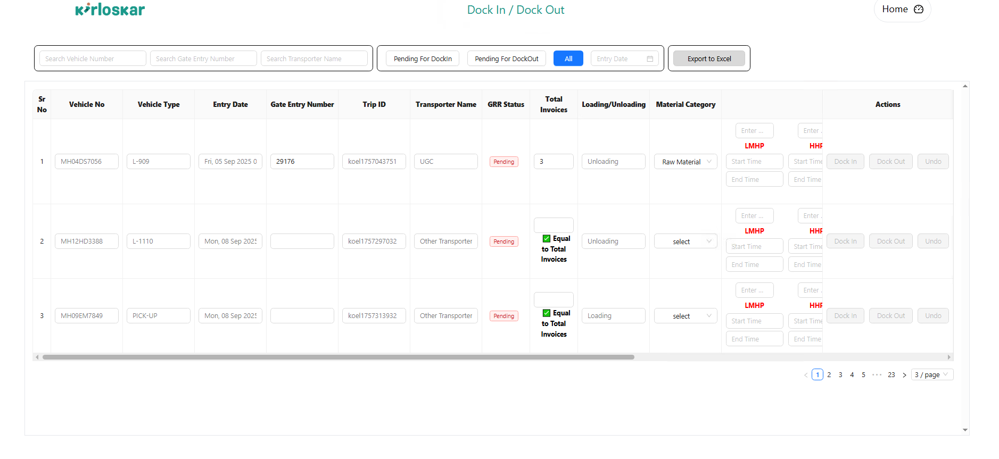 kirloskar
Dock In / Dock Out
Home
Search Vehicle Number
Search Gate Entry Number
Search Transporter Name
Pending For DockIn
Pending For DockOut
All
Entry Date
Export to Excel
Sr No
Vehicle No
Vehicle Type
Entry Date
Gate Entry Number
Trip ID
Transporter Name
GRR Status
Total Invoices
Loading/Unloading
Material Category
Actions
1
MH04DS7056
L-909
Fri, 05 Sep 2025 0
29176
koel1757043751
UGC
Pending
3
Unloading
Raw Material
Enter ...
LMHP
Start Time
End Time
Enter .
HHP
Start Time
End Time
Dock In
Dock Out
Undo
2
MH12HD3388
L-1110
Mon, 08 Sep 2025
koel1757297032
Other Transporter
Pending
✅ Equal
to Total
Invoices
Unloading
select
Enter ...
LMHP
Start Time
End Time
Enter .
HHP
Start Time
End Time
Dock In
Dock Out
Undo
3
MH09EM7849
PICK-UP
Mon, 08 Sep 2025
koel1757313932
Other Transporter
Pending
✅ Equal
to Total
Invoices
Loading
select
Enter ...
LMHP
Start Time
End Time
Enter .
HHP
Start Time
End Time
Dock In
Dock Out
Undo
< 1 2 3 4 5 ••• 23 > 3 / page